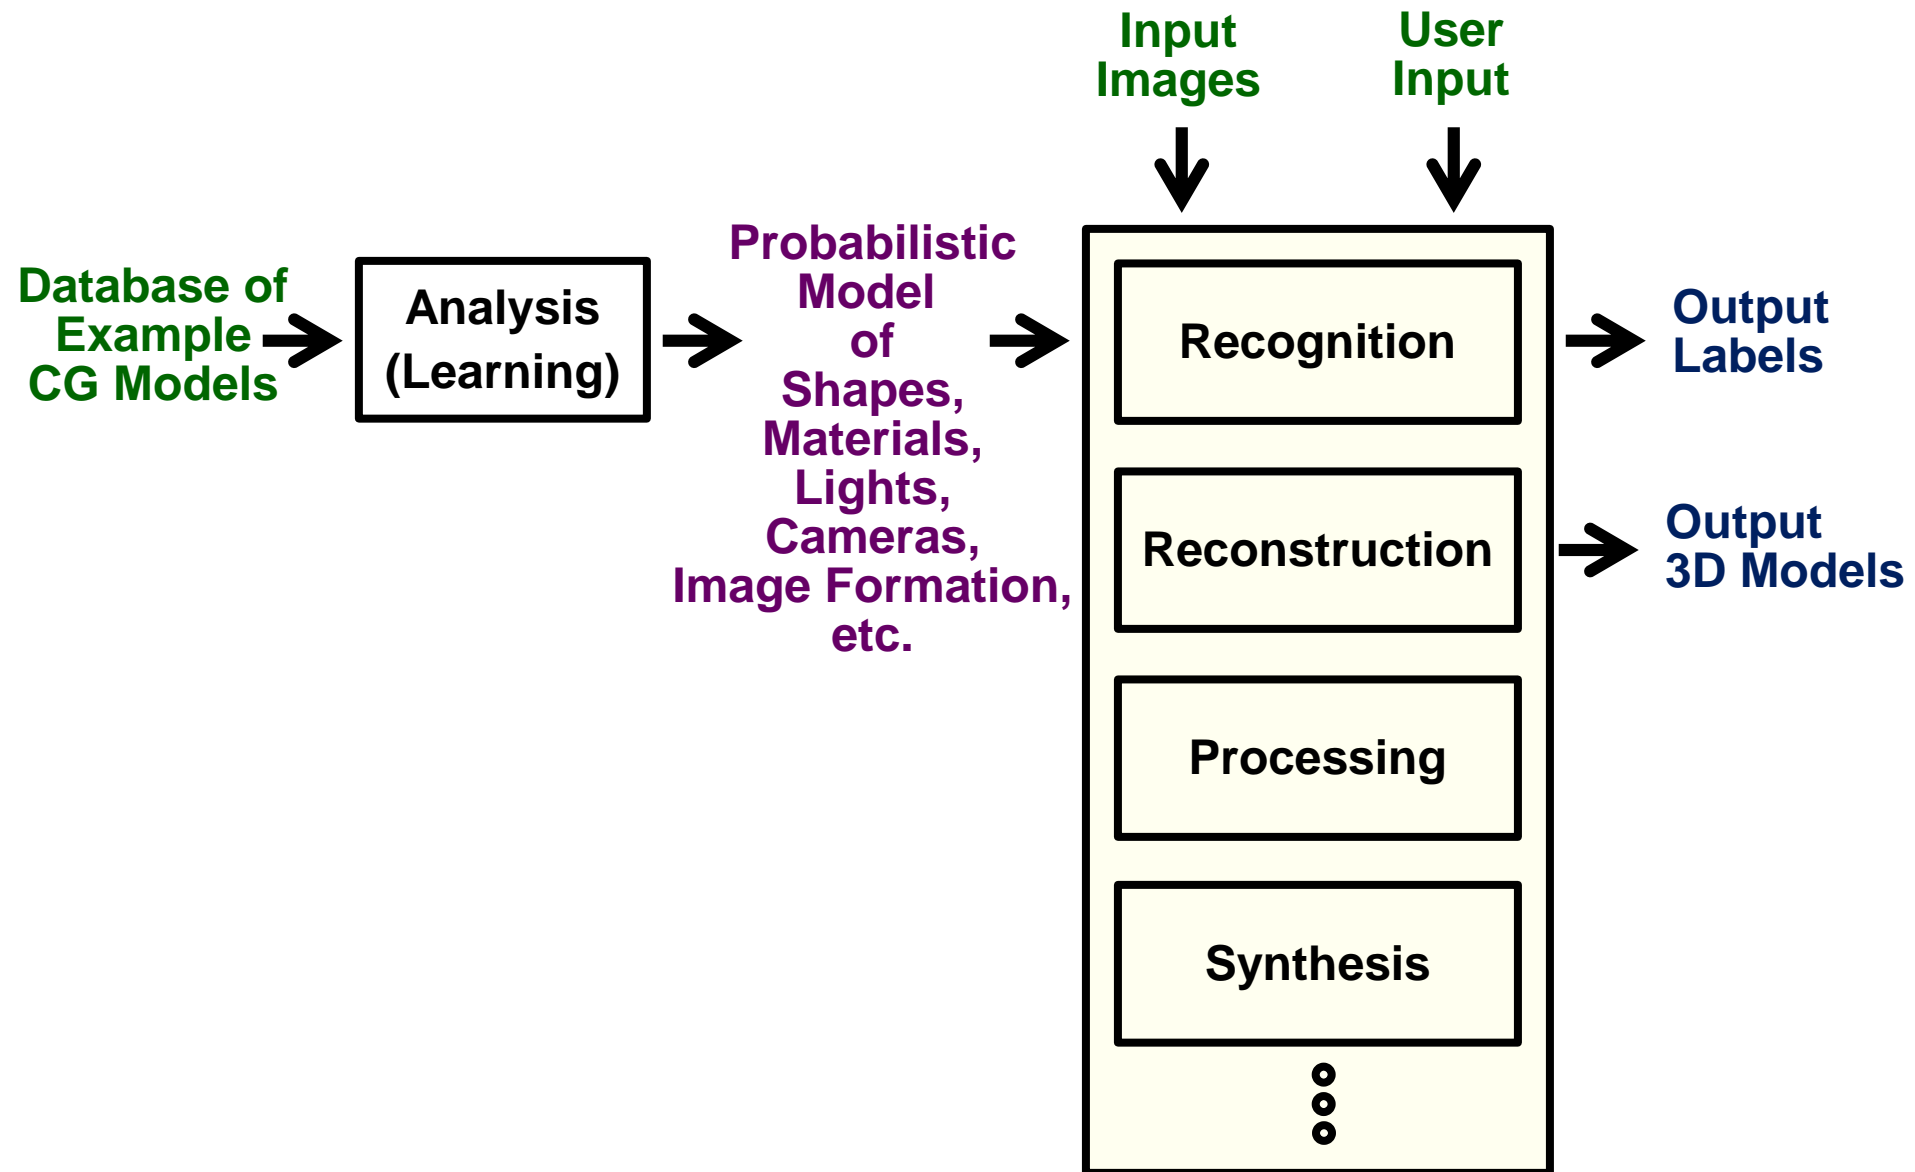 Input
Images
User
Input
Database of
Example
CG Models
Analysis
(Learning)
Probabilistic
Model
of
Shapes,
Materials,
Lights,
Cameras,
Image Formation,
etc.
Recognition
Reconstruction
Processing
Synthesis
Output
Labels
Output
3D Models